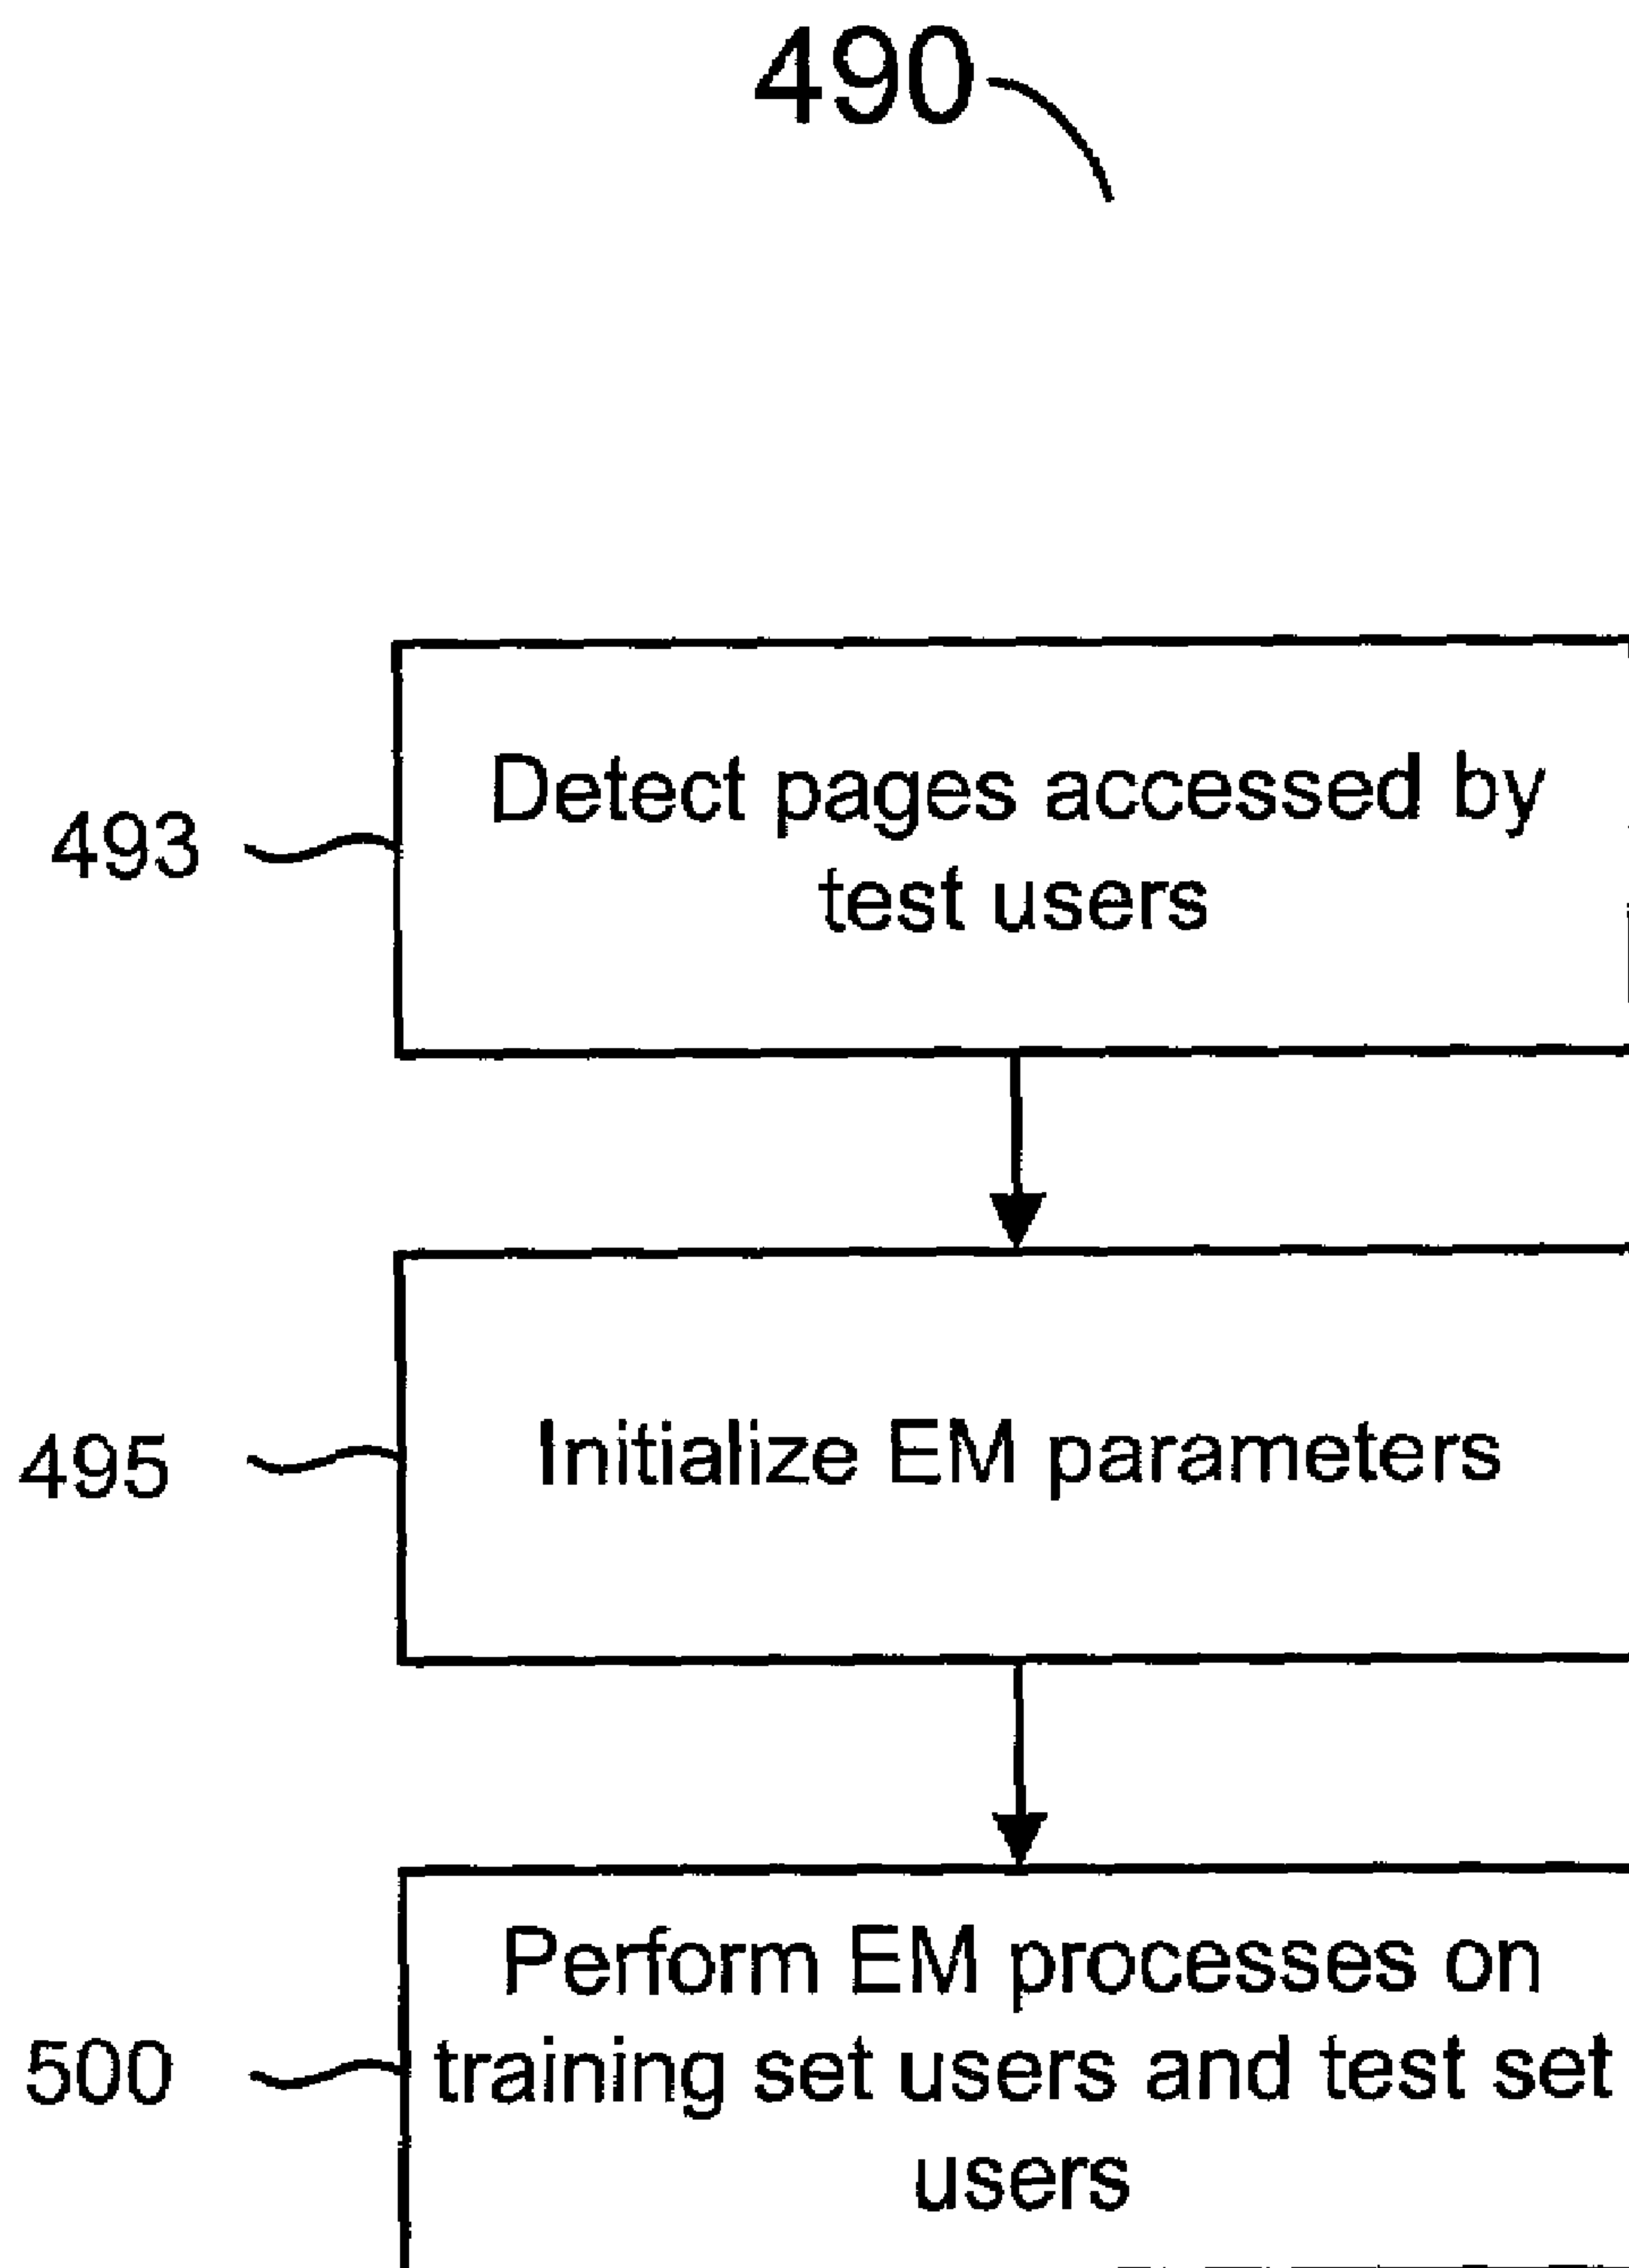 490
Detect pages accessed by
test users
493
Initialize EM parameters
495
Perform EM processes on
training set users and test set
users
500